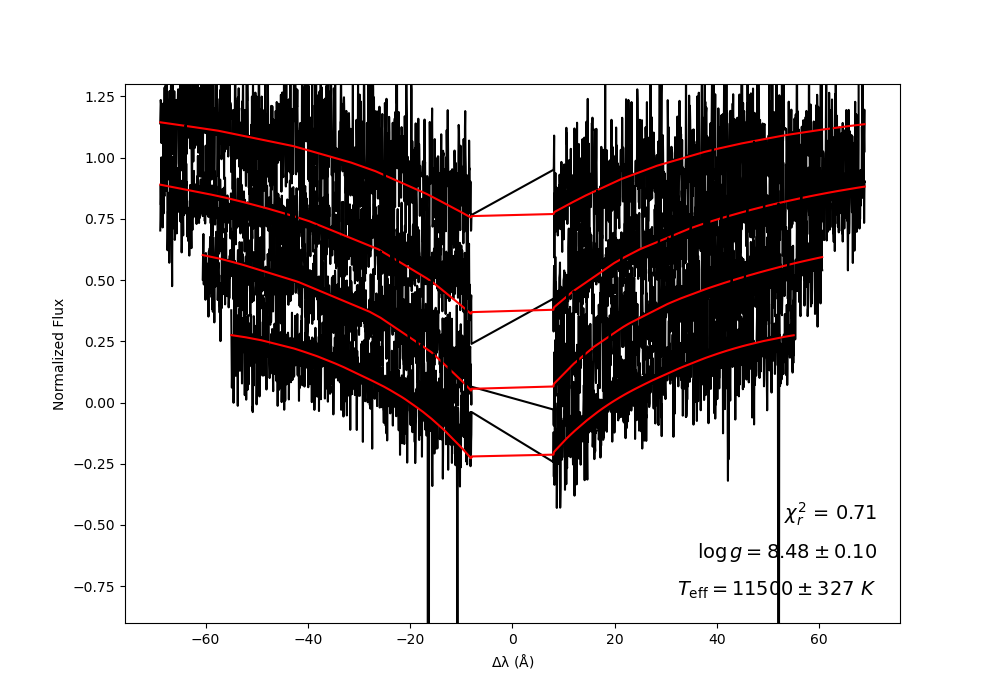 1.25
1.00
0.75
0.50
0.25
0.00
−0.25
−0.50
−0.75
Normalized Flux
χ²ᵣ = 0.71
log g = 8.48 ± 0.10
T_eff = 11500 ± 327 K
−60 −40 −20 0 20 40 60
Δλ (Å)